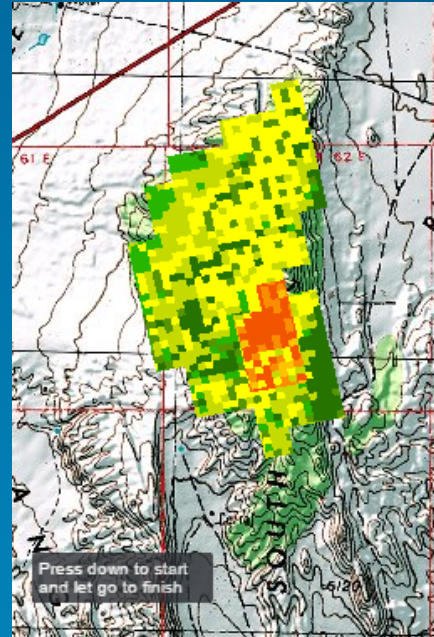 61 E
62 E
A
N
SOUTH
6120
Press down to start
and let go to finish